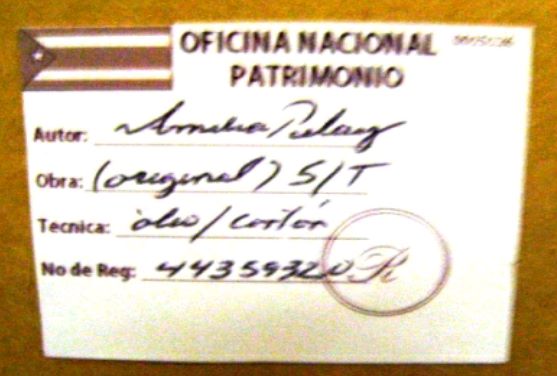 OFICINA NACIONAL
PATRIMONIO
Autor: Amelia Pelaez
Obra: (original) S/T
Tecnica: óleo/cartón
No de Reg: 44359320
R